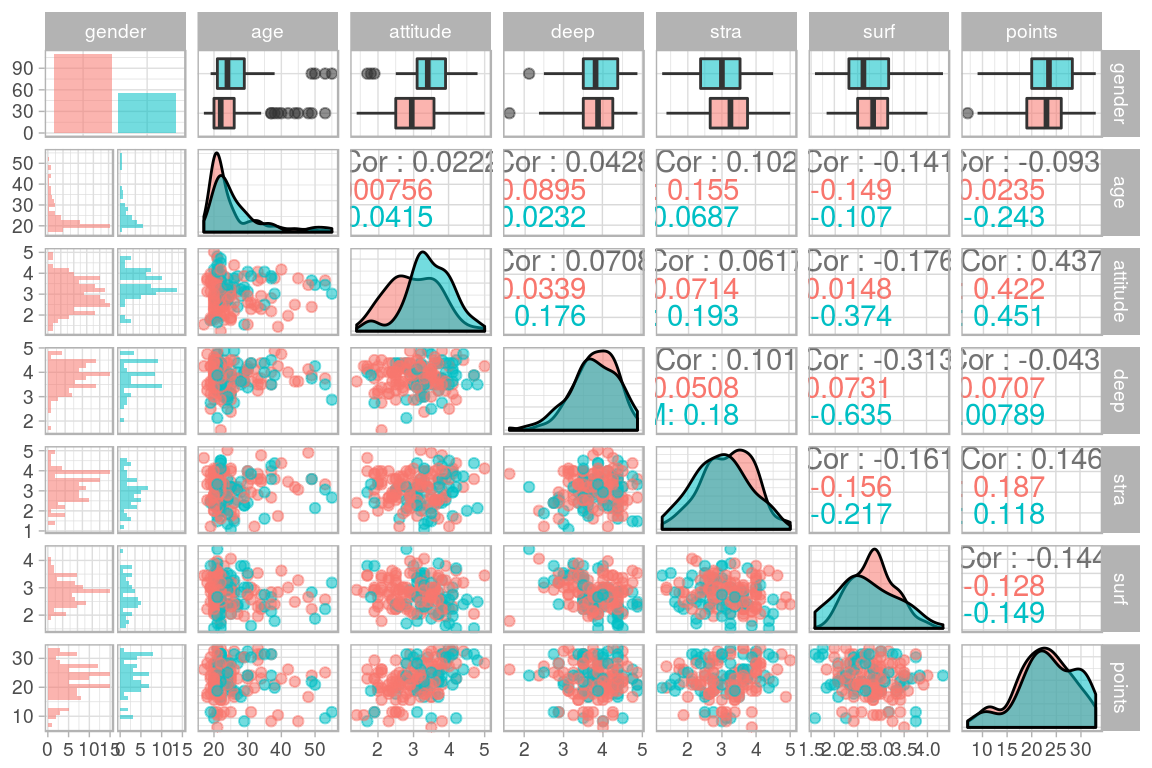 gender age attitude deep stra surf points
90
60
30
0
gender
50
40
30
20
Cor : 0.0222 Cor : 0.0428 Cor : 0.102 Cor : -0.141 Cor : -0.093
00756 0.0895 : 0.155 -0.149 0.0235
0.0415 0.0232 0.0687 -0.107 -0.243
age
5
4
3
2
Cor : 0.0708 Cor : 0.0617 Cor : -0.176 Cor : 0.437
0.0339 0.0714 0.0148 0.422
: 0.176 : 0.193 -0.374 0.451
attitude
5
4
3
2
Cor : 0.101 Cor : -0.313 Cor : -0.043
0.0508 0.0731 0.0707
M: 0.18 -0.635 .00789
deep
5
4
3
2
1
Cor : -0.161 Cor : 0.146
-0.156 0.187
-0.217 0.118
stra
4
3
2
Cor : -0.144
-0.128
-0.149
surf
30
20
10
points
0 5 10 15 0 5 10 15 20 30 40 50 2 3 4 5 2 3 4 5 2 3 4 5 1.5 2.0 2.5 3.0 3.5 4.0 10 15 20 25 30